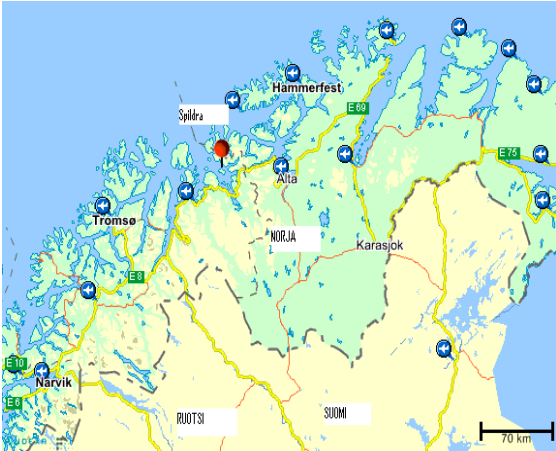 Hammerfest
E 69
Spildra
E 75
Alta
Tromsø
NORJA
Karasjok
E 8
E 10
Narvik
E 6
RUOTSI
SUOMI
70 km